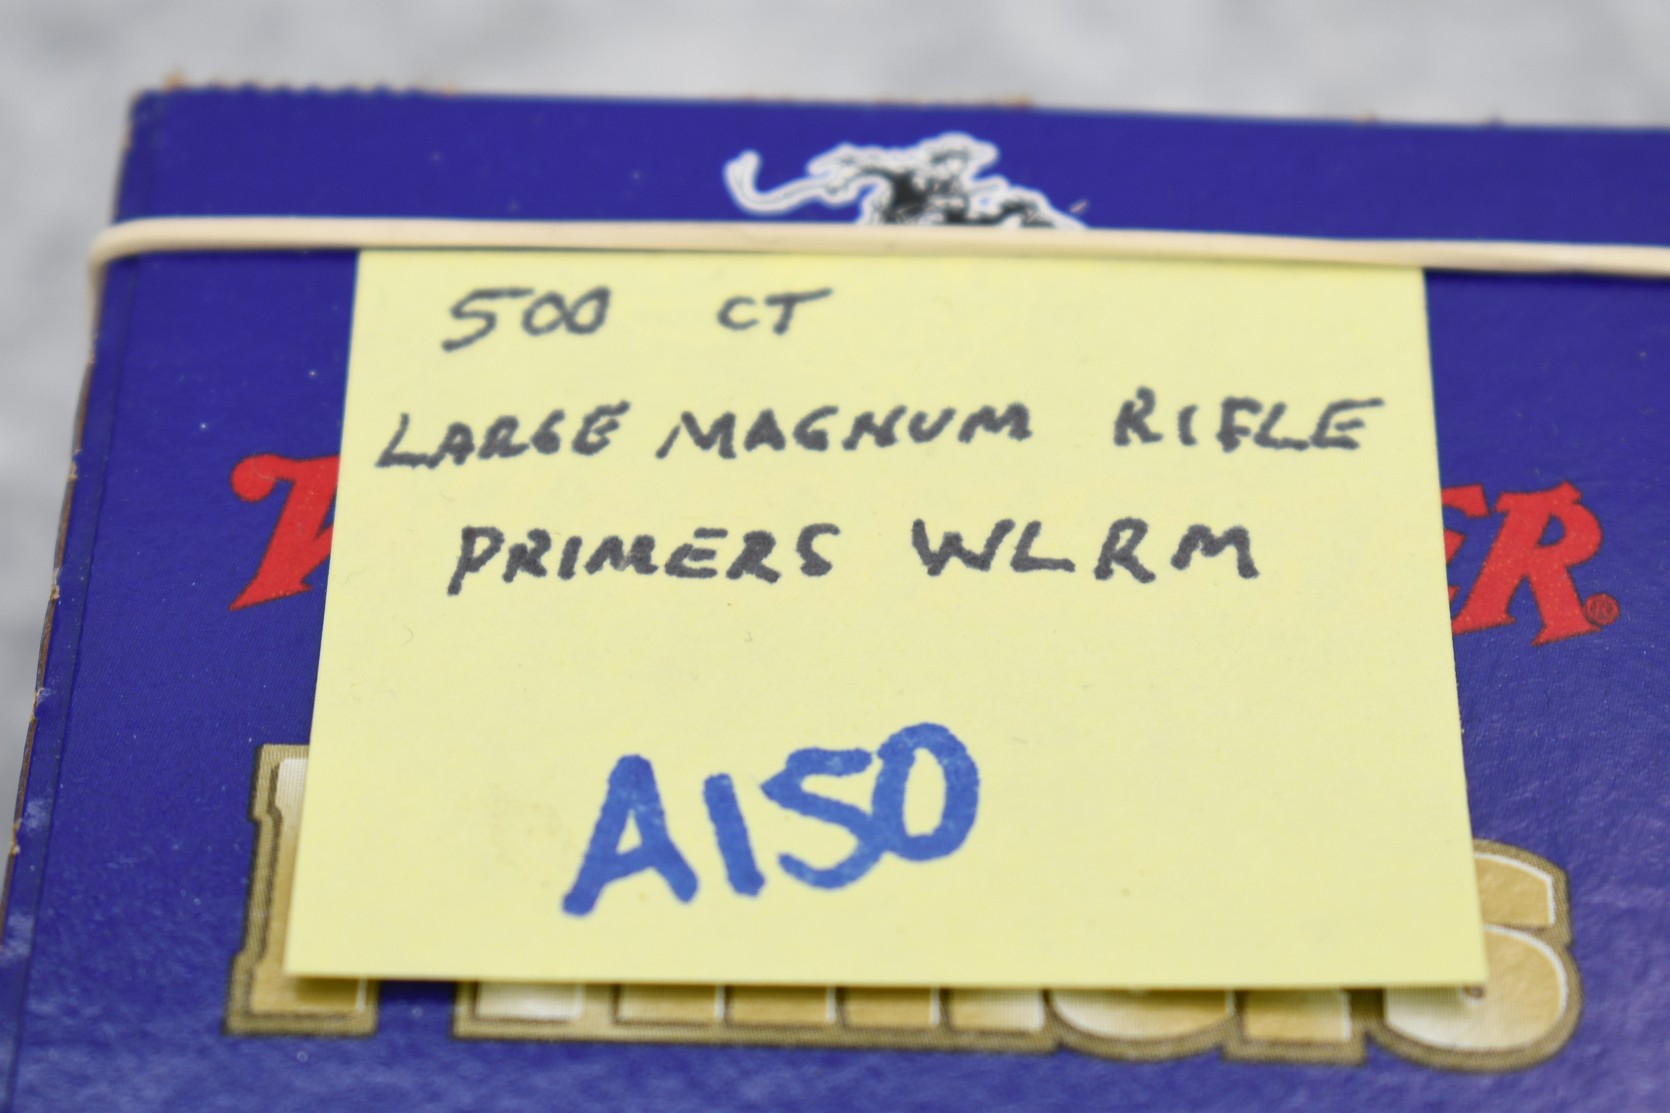 500 CT
LARGE MAGNUM RIFLE
PRIMERS WLRM
A150